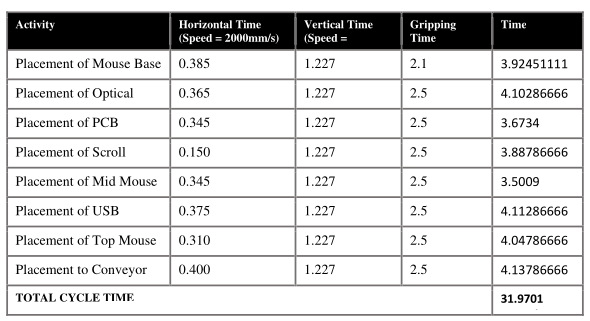 Activity Horizontal Time Vertical Time Gripping Time
(Speed = 2000mm/s) (Speed = Time
Placement of Mouse Base 0.385 1.227 2.1 3.92451111
Placement of Optical 0.365 1.227 2.5 4.10286666
Placement of PCB 0.345 1.227 2.5 3.6734
Placement of Scroll 0.150 1.227 2.5 3.88786666
Placement of Mid Mouse 0.345 1.227 2.5 3.5009
Placement of USB 0.375 1.227 2.5 4.11286666
Placement of Top Mouse 0.310 1.227 2.5 4.04786666
Placement to Conveyor 0.400 1.227 2.5 4.13786666
TOTAL CYCLE TIME 31.9701